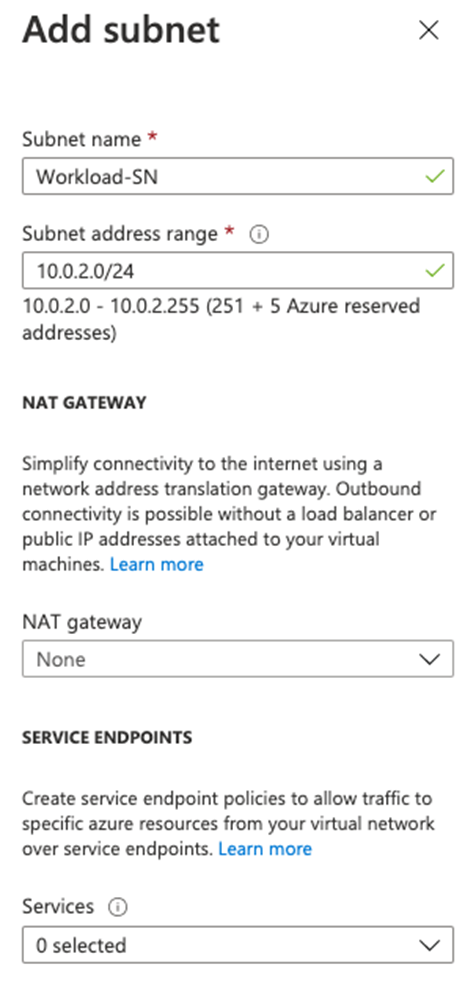 Add subnet
Subnet name *
Workload-SN
Subnet address range *
10.0.2.0/24
10.0.2.0 - 10.0.2.255 (251 + 5 Azure reserved
addresses)
NAT GATEWAY
Simplify connectivity to the internet using a
network address translation gateway. Outbound
connectivity is possible without a load balancer or
public IP addresses attached to your virtual
machines. Learn more
NAT gateway
None
SERVICE ENDPOINTS
Create service endpoint policies to allow traffic to
specific azure resources from your virtual network
over service endpoints. Learn more
Services
0 selected